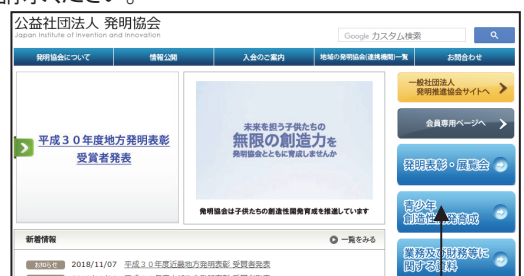 請求ください。
公益社団法人 発明協会
Japan Institute of Invention and Innovation
Google カスタム検索
発明協会について
情報公開
入会のご案内
地域の発明協会(連携機関)一覧
お問合わせ
一般社団法人
発明推進協会サイトへ
会員専用ページへ
平成30年度地方発明表彰
受賞者発表
未来を担う子供たちの
無限の創造力を
発明協会とともに育成しませんか
発明協会は子供たちの創造性開発育成を推進しています
発明表彰・展覧会
青少年
創造性開発育成
業務及び財務等に
関する資料
新着情報
一覧をみる
お知らせ 2018/11/07 平成30年度近畿地方発明表彰 受賞者発表